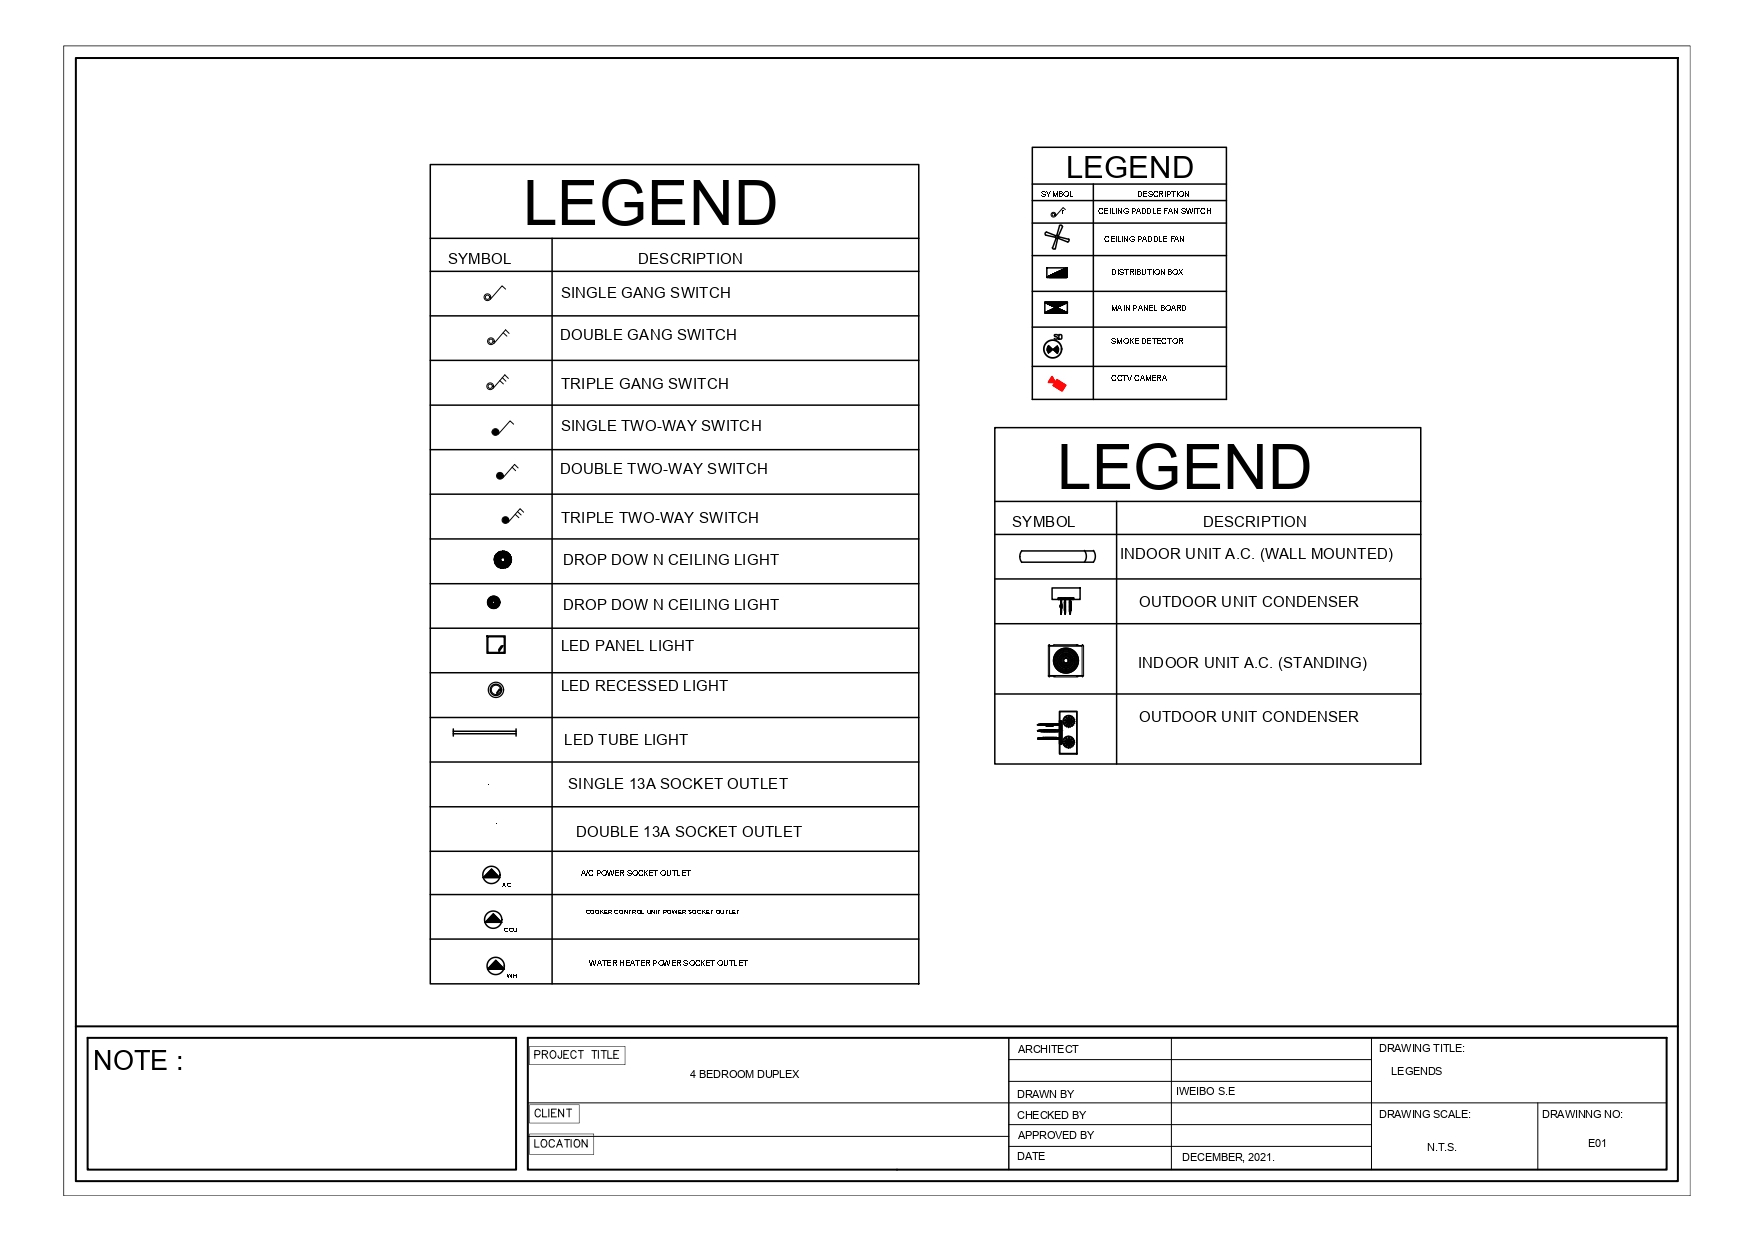 LEGEND
SYMBOL DESCRIPTION
SINGLE GANG SWITCH
DOUBLE GANG SWITCH
TRIPLE GANG SWITCH
SINGLE TWO-WAY SWITCH
DOUBLE TWO-WAY SWITCH
TRIPLE TWO-WAY SWITCH
DROP DOW N CEILING LIGHT
DROP DOW N CEILING LIGHT
LED PANEL LIGHT
LED RECESSED LIGHT
LED TUBE LIGHT
SINGLE 13A SOCKET OUTLET
DOUBLE 13A SOCKET OUTLET
AC A/C POWER SOCKET OUTLET
CCU COOKER CONTROL UNIT POWER SOCKET OUTLET
WH WATER HEATER POWER SOCKET OUTLET
LEGEND
SYMBOL DESCRIPTION
CEILING PADDLE FAN SWITCH
CEILING PADDLE FAN
DISTRIBUTION BOX
MAIN PANEL BOARD
SD SMOKE DETECTOR
CCTV CAMERA
LEGEND
SYMBOL DESCRIPTION
INDOOR UNIT A.C. (WALL MOUNTED)
OUTDOOR UNIT CONDENSER
INDOOR UNIT A.C. (STANDING)
OUTDOOR UNIT CONDENSER
NOTE :
PROJECT TITLE
4 BEDROOM DUPLEX
CLIENT
LOCATION
ARCHITECT
DRAWN BY IWEIBO S.E
CHECKED BY
APPROVED BY
DATE DECEMBER, 2021.
DRAWING TITLE:
LEGENDS
DRAWING SCALE:
N.T.S.
DRAWINNG NO:
E01